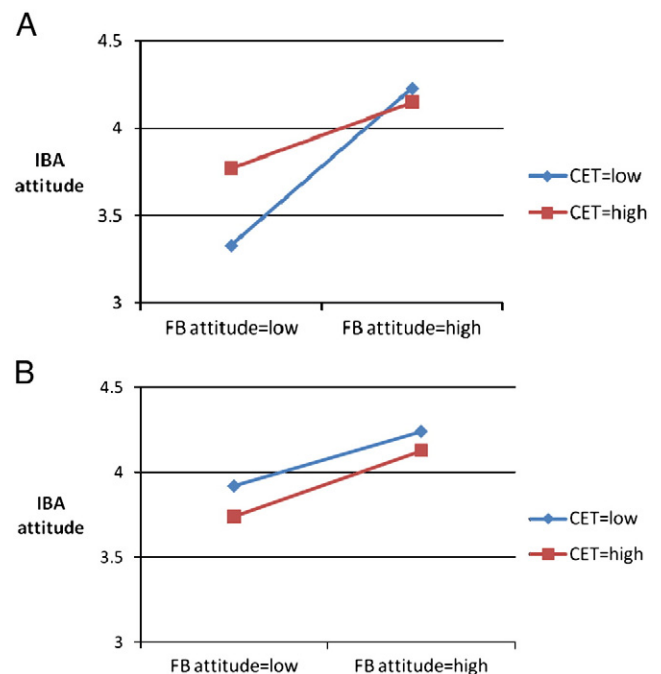 A
4.5
4
3.5
3
IBA
attitude
FB attitude=low
FB attitude=high
CET=low
CET=high
B
4.5
4
3.5
3
IBA
attitude
FB attitude=low
FB attitude=high
CET=low
CET=high